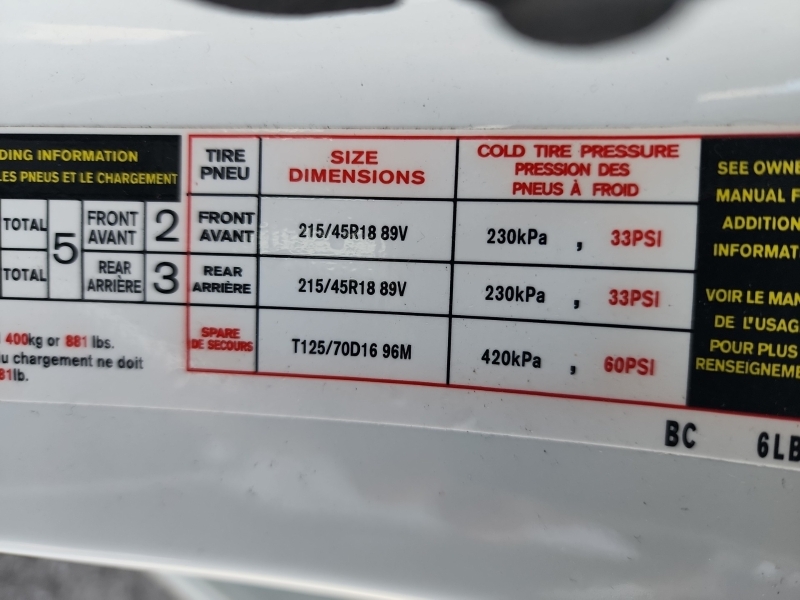 DING INFORMATION
LES PNEUS ET LE CHARGEMENT
TOTAL 5 FRONT AVANT 2
TOTAL REAR ARRIÈRE 3
400kg or 881 lbs.
u chargement ne doit
81lb.
TIRE PNEU SIZE DIMENSIONS COLD TIRE PRESSURE PRESSION DES PNEUS À FROID
FRONT AVANT 215/45R18 89V 230kPa , 33PSI
REAR ARRIÈRE 215/45R18 89V 230kPa , 33PSI
SPARE DE SECOURS T125/70D16 96M 420kPa , 60PSI
SEE OWNE
MANUAL F
ADDITION
INFORMAT
VOIR LE MAN
DE L'USAG
POUR PLUS
RENSEIGNEME
BC 6LB